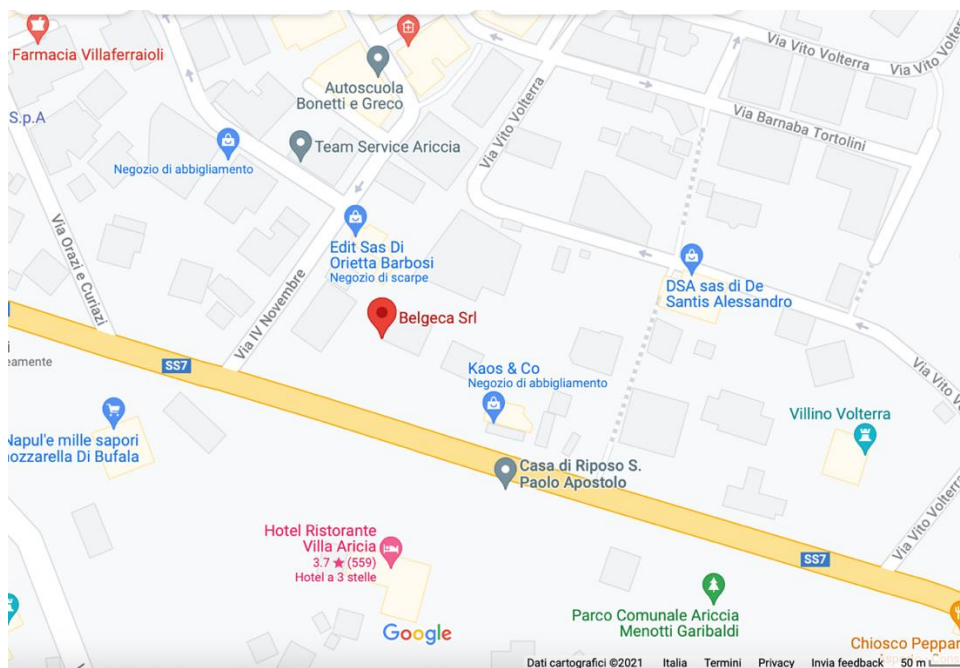 Farmacia Villaferraioli
S.p.A
Autoscuola
Bonetti e Greco
Team Service Ariccia
Negozio di abbigliamento
Via Vito Volterra
Via Vito Volterra
Via Barnaba Tortolini
Via Vito Volterra
Via Orazi e Curiazi
Via IV Novembre
Edit Sas Di
Orietta Barbosi
Negozio di scarpe
Belgeca Srl
DSA sas di De
Santis Alessandro
SS7
Kaos & Co
Negozio di abbigliamento
Villino Volterra
Napul'e mille sapori
mozzarella Di Bufala
Casa di Riposo S.
Paolo Apostolo
Via Vito Volterra
Hotel Ristorante
Villa Aricia
3.7 ★ (559)
Hotel a 3 stelle
SS7
Parco Comunale Ariccia
Menotti Garibaldi
Google
Dati cartografici ©2021 Italia Termini Privacy Invia feedback 50 m